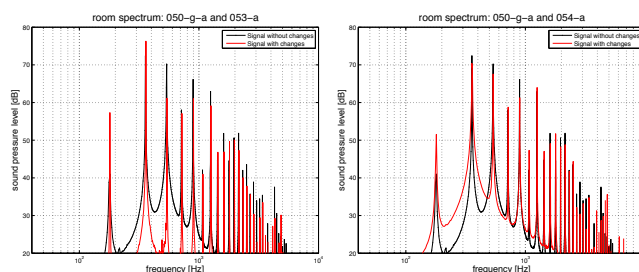 room spectrum: 050-g-a and 053-a
Signal without changes
Signal with changes
sound pressure level [dB]
80
70
60
50
40
30
20
10²
10³
10⁴
frequency [Hz]
room spectrum: 050-g-a and 054-a
Signal without changes
Signal with changes
sound pressure level [dB]
80
70
60
50
40
30
20
10²
10³
frequency [Hz]